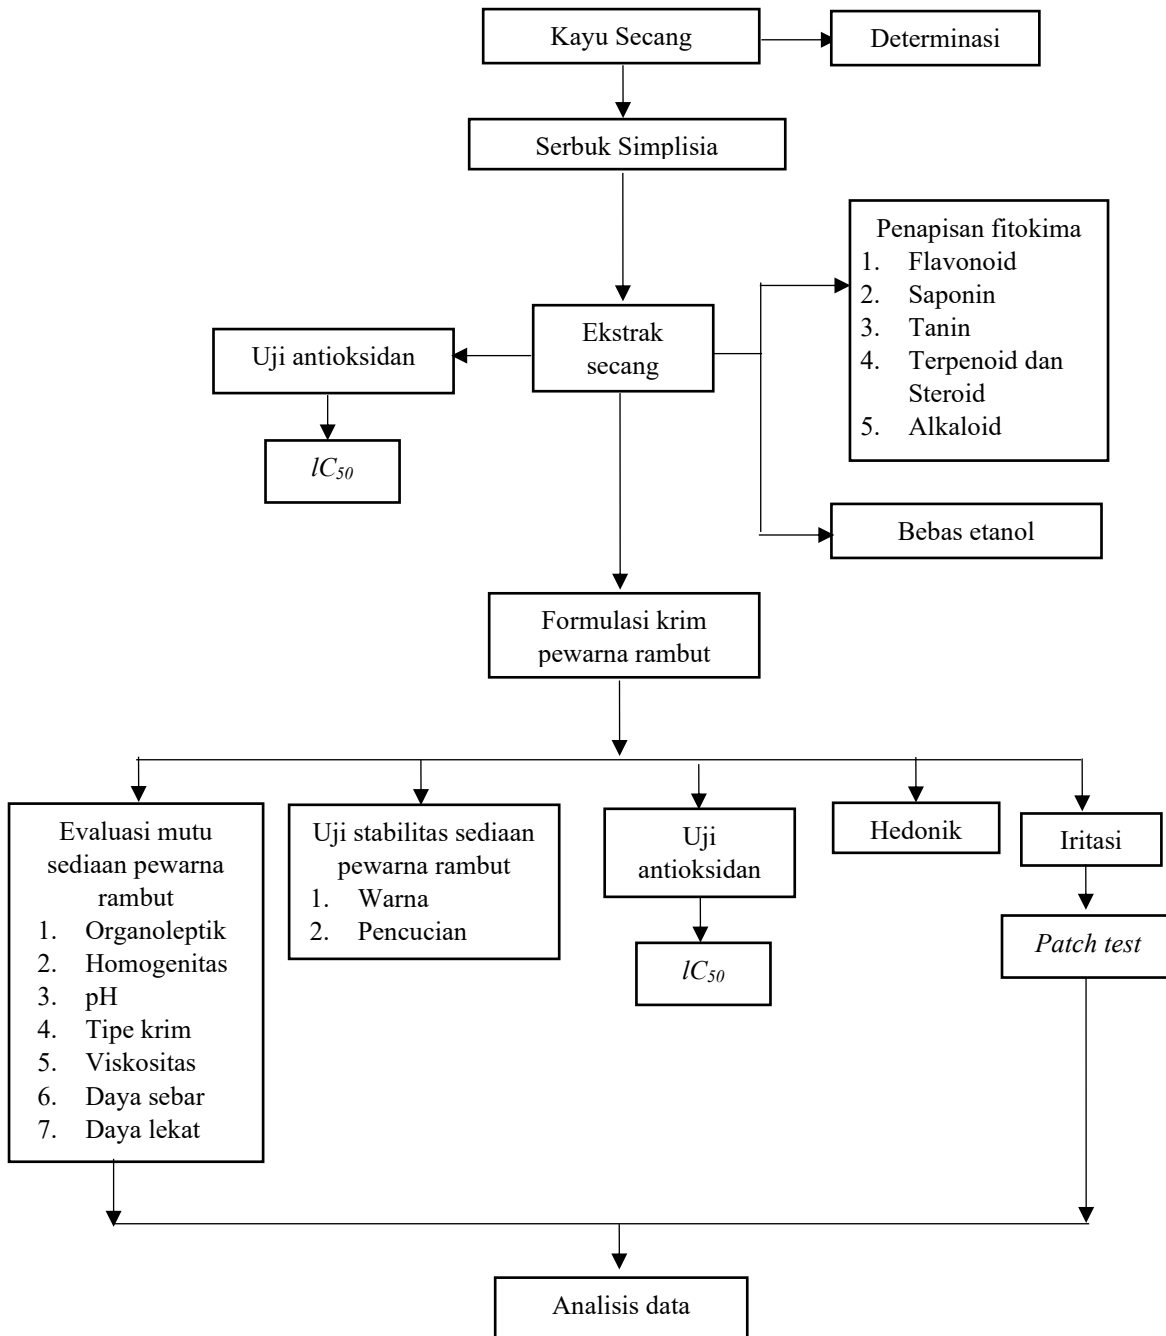 Kayu Secang
Determinasi
Serbuk Simplisia
Penapisan fitokima
1. Flavonoid
2. Saponin
3. Tanin
4. Terpenoid dan
Steroid
5. Alkaloid
Uji antioksidan
Ekstrak
secang
lC50
Bebas etanol
Formulasi krim
pewarna rambut
Evaluasi mutu
sediaan pewarna
rambut
1. Organoleptik
2. Homogenitas
3. pH
4. Tipe krim
5. Viskositas
6. Daya sebar
7. Daya lekat
Uji stabilitas sediaan
pewarna rambut
1. Warna
2. Pencucian
Uji
antioksidan
lC50
Hedonik
Iritasi
Patch test
Analisis data